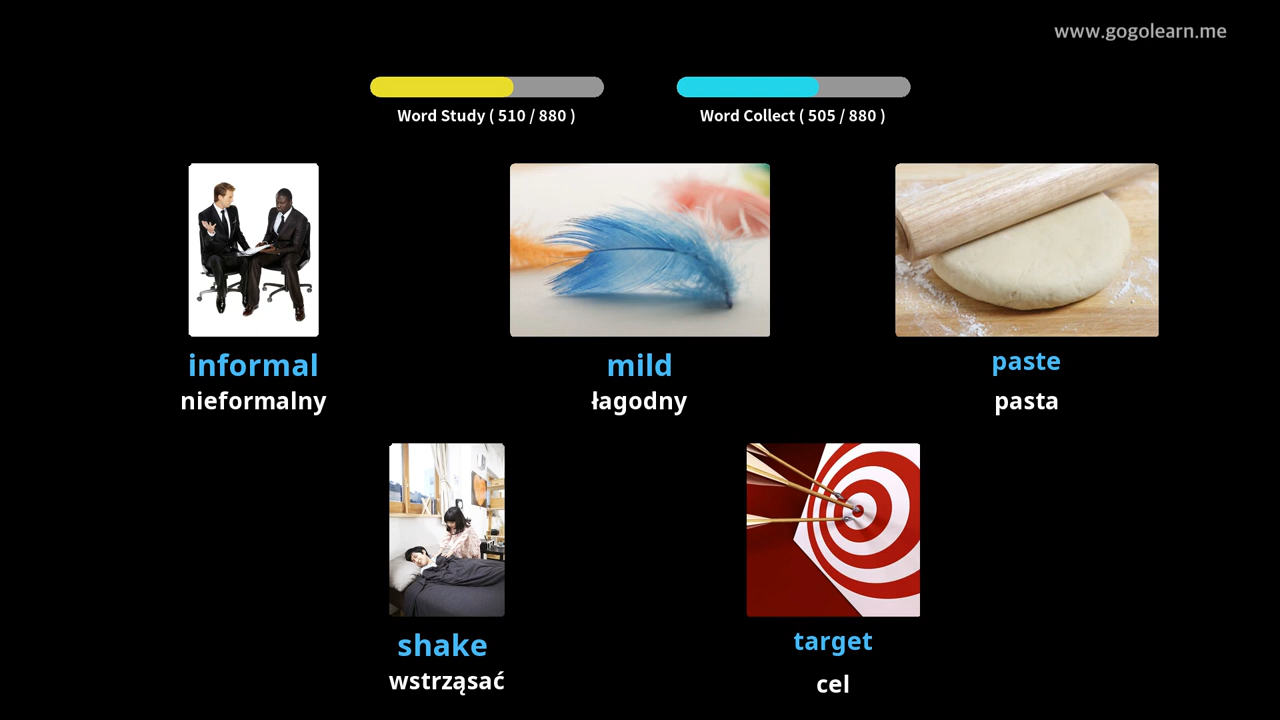 www.gogolearn.me
Word Study ( 510 / 880 )
Word Collect ( 505 / 880 )
informal
nieformalny
mild
łagodny
paste
pasta
shake
wstrząsać
target
cel